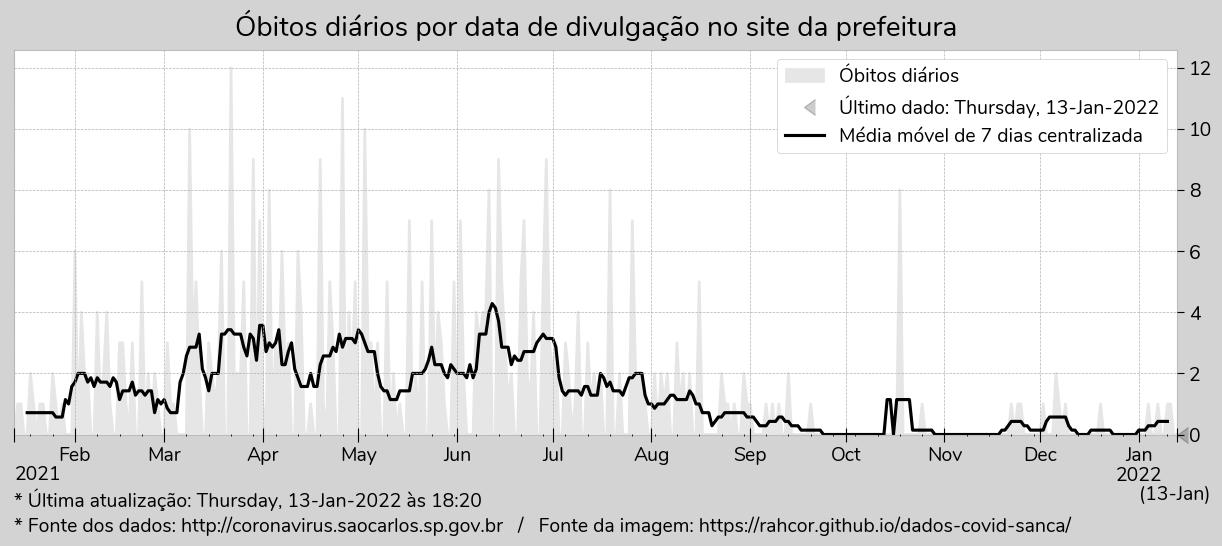 Óbitos diários por data de divulgação no site da prefeitura
Óbitos diários
Último dado: Thursday, 13-Jan-2022
Média móvel de 7 dias centralizada
12
10
8
6
4
2
0
Feb Mar Apr May Jun Jul Aug Sep Oct Nov Dec Jan
2021 2022
(13-Jan)
* Última atualização: Thursday, 13-Jan-2022 às 18:20
* Fonte dos dados: http://coronavirus.saocarlos.sp.gov.br / Fonte da imagem: https://rahcor.github.io/dados-covid-sanca/